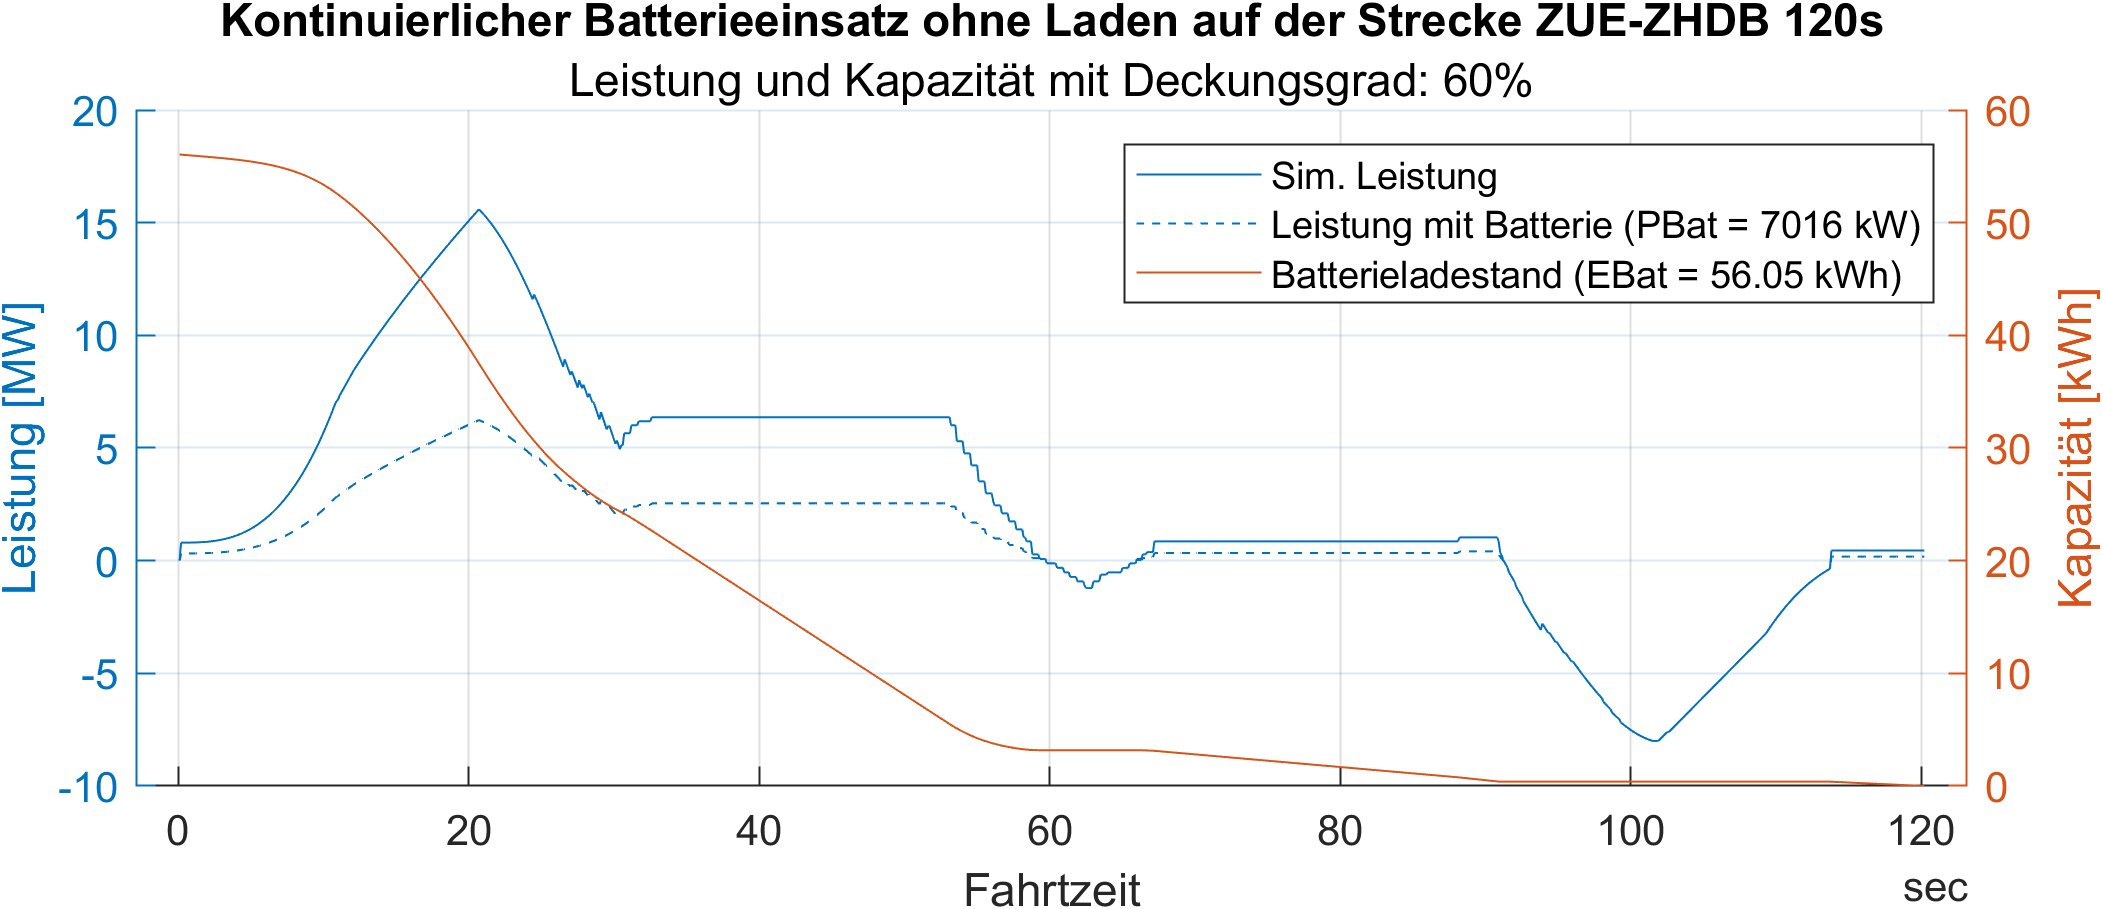 Kontinuierlicher Batterieeinsatz ohne Laden auf der Strecke ZUE-ZHDB 120s
Leistung und Kapazität mit Deckungsgrad: 60%
Leistung [MW]
20
15
10
5
0
-5
-10
Sim. Leistung
Leistung mit Batterie (PBat = 7016 kW)
Batterieladestand (EBat = 56.05 kWh)
60
50
40
30
20
10
0
Kapazität [kWh]
0 20 40 60 80 100 120
Fahrtzeit
sec